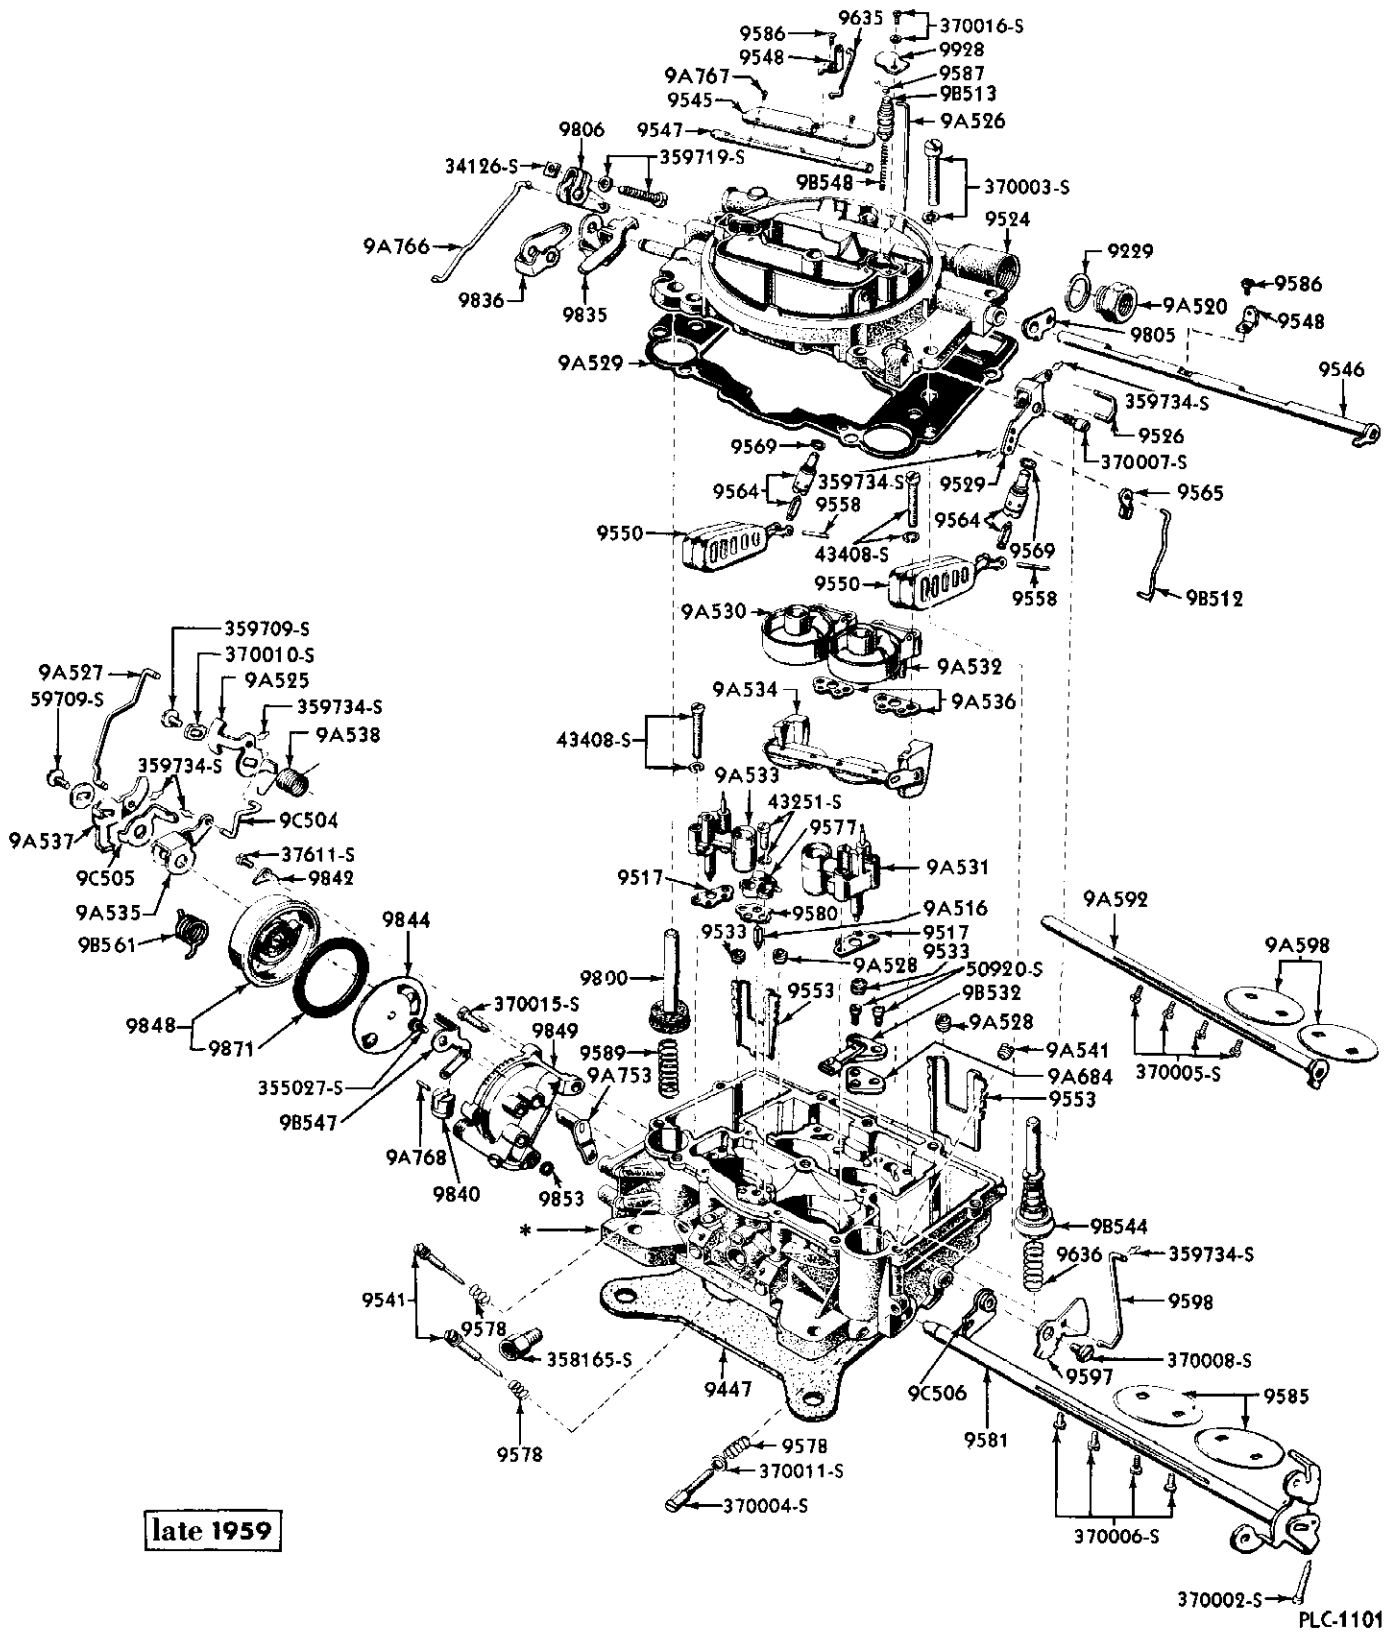 9635
370016-S
9586
9548
9928
9587
9A767
9B513
9545
9A526
9547
9806
359719-S
34126-S
9B548
370003-S
9524
9A766
9229
9586
9836
9835
9A520
9548
9805
9A529
9546
359734-S
9569
9526
370007-S
9564
359734-S
9529
9565
9558
9564
9550
43408-S
9569
9550
9558
9B512
9A530
359709-S
370010-S
9A527
9A525
9A532
59709-S
9A534
9A536
359734-S
9A538
43408-S
359734-S
9A533
43251-S
9C504
9577
9A537
37611-S
9C505
9842
9A531
9517
9A592
9A535
9844
9580
9A516
9B561
9533
9517
9533
9A598
9A528
50920-S
9800
9553
9B532
370015-S
9848
9849
9A528
9871
9589
9A541
9A753
9A684
370005-S
355027-S
9553
9B547
9A768
9840
9853
9B544
*
9636
359734-S
9541
9598
9578
358165-S
370008-S
9447
9C506
9597
9585
9581
9578
9578
370011-S
370004-S
370006-S
late 1959
370002-S
PLC-1101